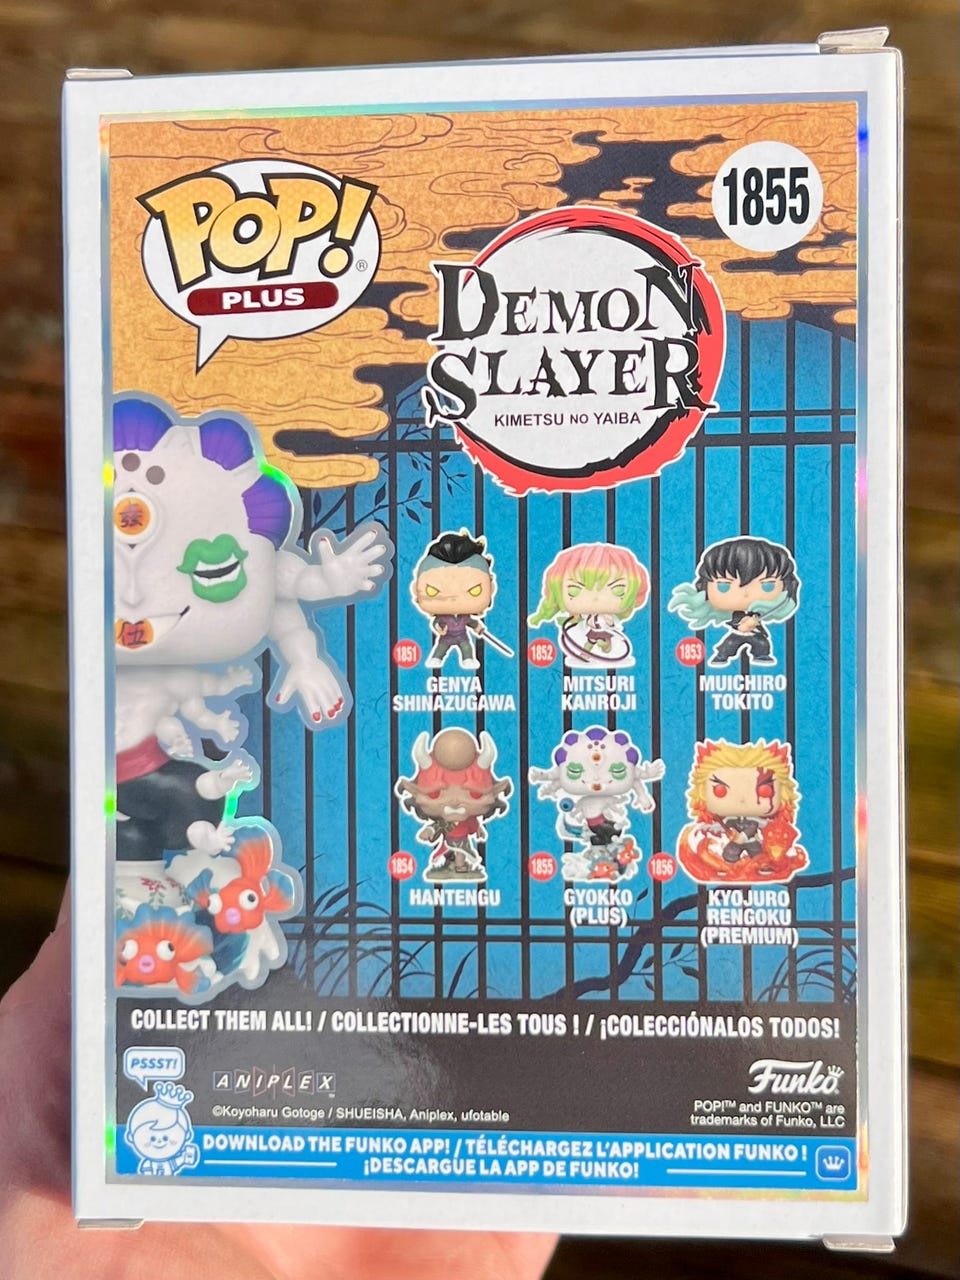 POP!
®
PLUS
1855
DEMON
SLAYER
KIMETSU NO YAIBA
發
伍
1851
GENYA
SHINAZUGAWA
1852
MITSURI
KANROJI
1853
MUICHIRO
TOKITO
1854
HANTENGU
1855
GYOKKO
(PLUS)
1856
KYOJURO
RENGOKU
(PREMIUM)
COLLECT THEM ALL! / COLLECTIONNE-LES TOUS ! / ¡COLECCIÓNALOS TODOS!
PSSST!
ANIPLEX
©Koyoharu Gotoge / SHUEISHA, Aniplex, ufotable
Funko
POP!™ and FUNKO™ are
trademarks of Funko, LLC
DOWNLOAD THE FUNKO APP! / TÉLÉCHARGEZ L'APPLICATION FUNKO !
¡DESCARGUE LA APP DE FUNKO!